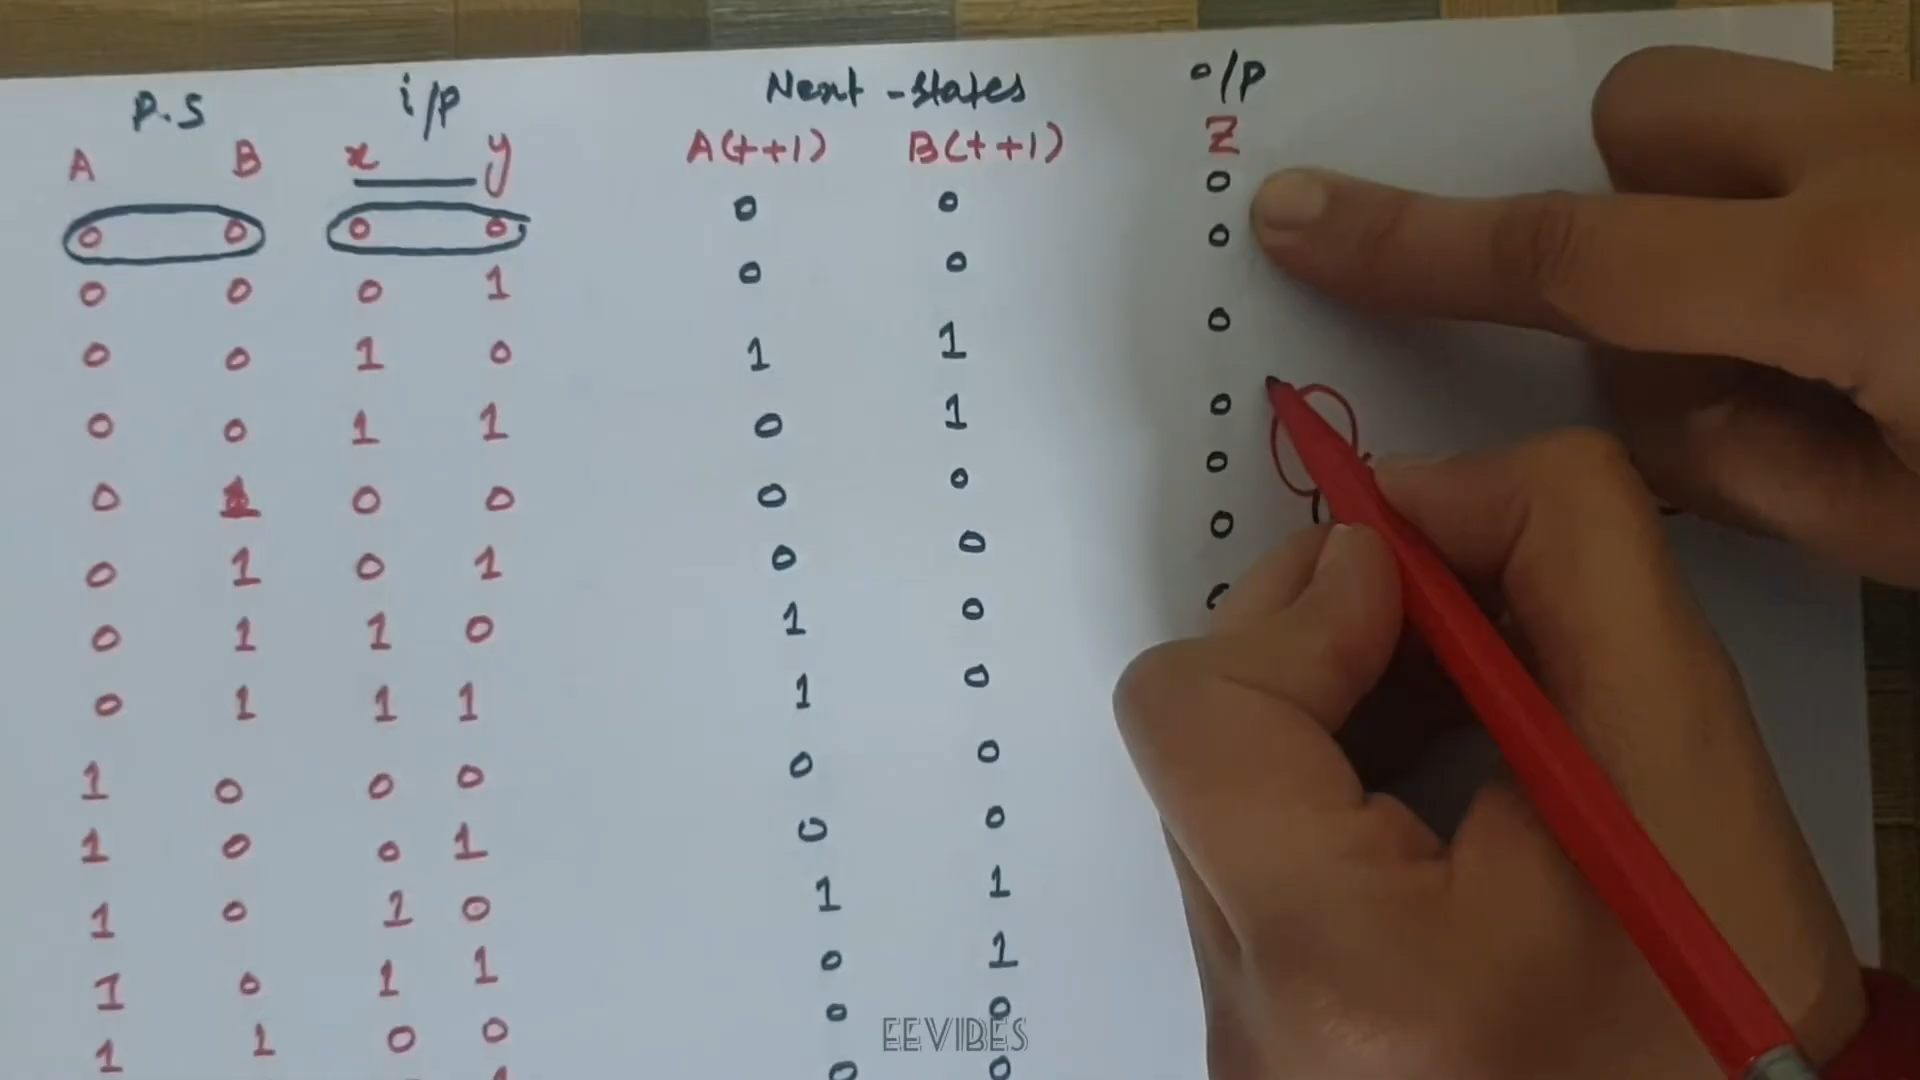 P.S i/p Next-states o/p
A B x y A(t+1) B(t+1) Z
0 0 0 0 0 0 0
0 0 0 1 0 0 0
0 0 1 0 1 1 0
0 0 1 1 0 1 0
0 1 0 0 0 0 0
0 1 0 1 0 0 0
0 1 1 0 1 0
0 1 1 1 1 0
1 0 0 0 0 0
1 0 0 1 0 0
1 0 1 0 1 1
1 0 1 1 0 1
1 1 0 0 0 0
0 0
EEVIBES